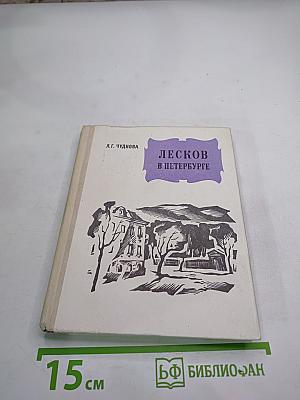 Л.Г. ЧУДНОВА
ЛЕСКОВ
В ПЕТЕРБУРГЕ
15 см
БФ БИБЛИОФАН